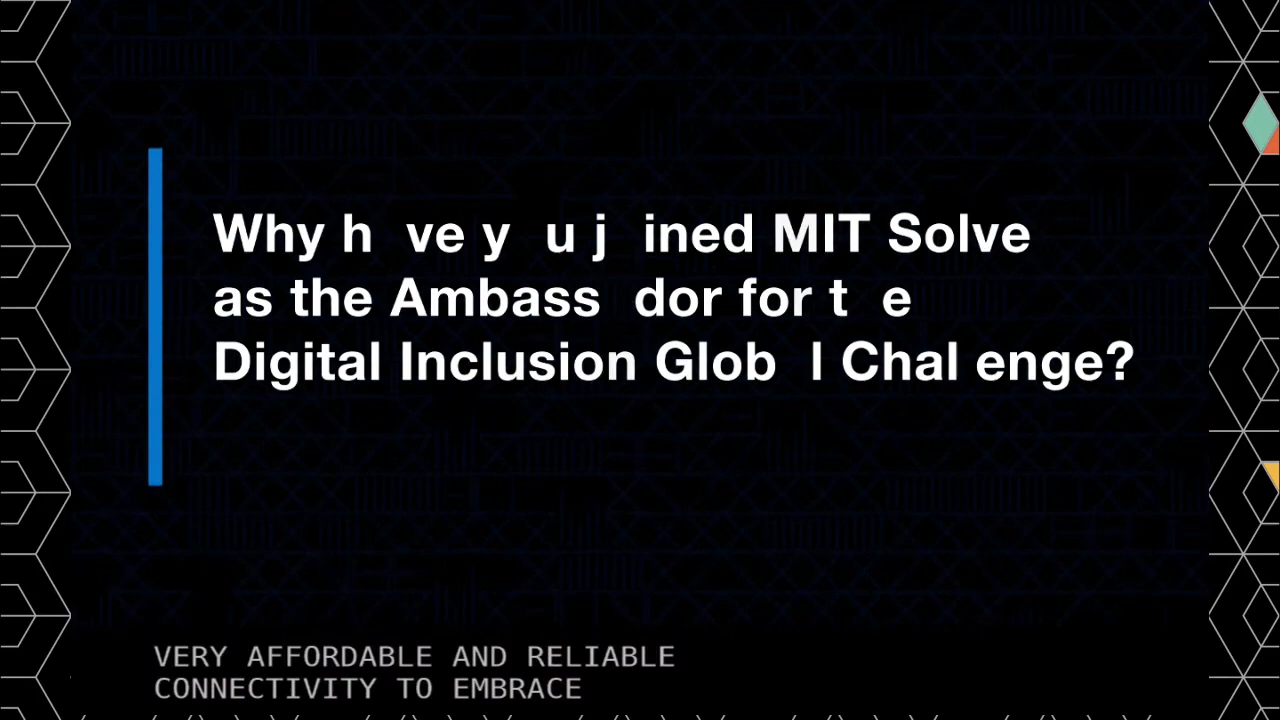 Why h ve y u j ined MIT Solve
as the Ambass dor for t e
Digital Inclusion Glob l Chal enge?
VERY AFFORDABLE AND RELIABLE
CONNECTIVITY TO EMBRACE